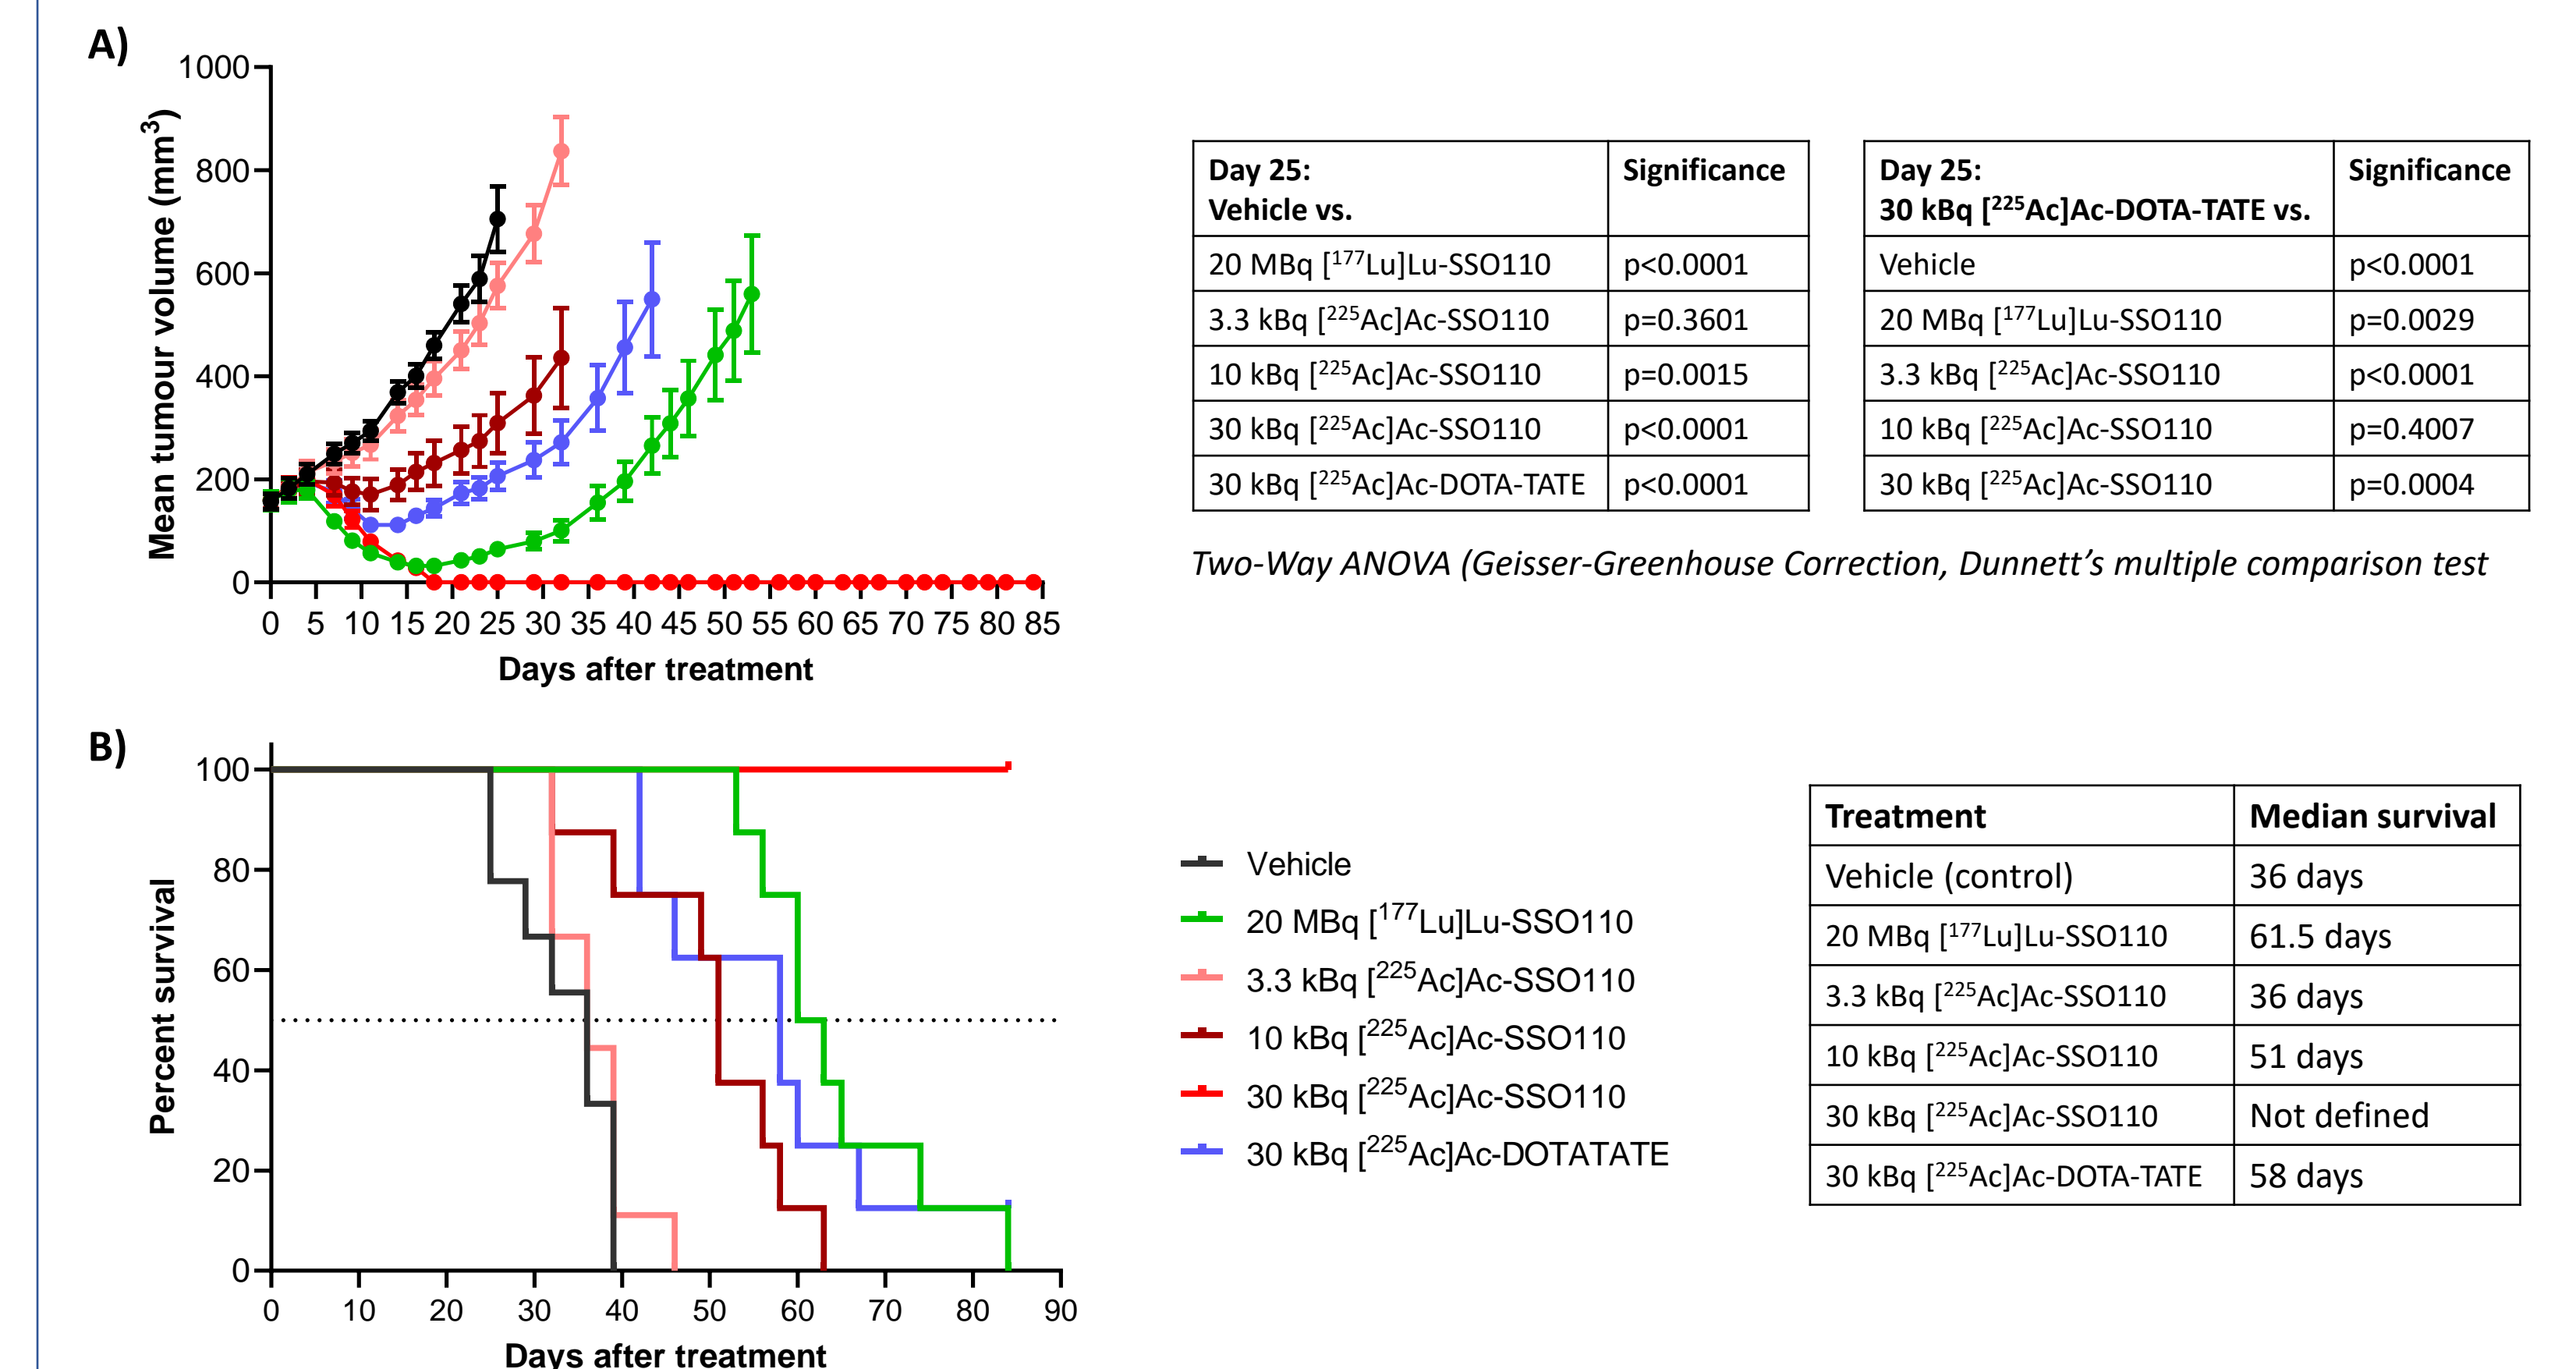 A)
Mean tumour volume (mm³)
1000
800
600
400
200
0
0 5 10 15 20 25 30 35 40 45 50 55 60 65 70 75 80 85
Days after treatment
Day 25:
Vehicle vs. Significance
20 MBq [¹⁷⁷Lu]Lu-SSO110 p<0.0001
3.3 kBq [²²⁵Ac]Ac-SSO110 p=0.3601
10 kBq [²²⁵Ac]Ac-SSO110 p=0.0015
30 kBq [²²⁵Ac]Ac-SSO110 p<0.0001
30 kBq [²²⁵Ac]Ac-DOTA-TATE p<0.0001
Day 25:
30 kBq [²²⁵Ac]Ac-DOTA-TATE vs. Significance
Vehicle p<0.0001
20 MBq [¹⁷⁷Lu]Lu-SSO110 p=0.0029
3.3 kBq [²²⁵Ac]Ac-SSO110 p<0.0001
10 kBq [²²⁵Ac]Ac-SSO110 p=0.4007
30 kBq [²²⁵Ac]Ac-SSO110 p=0.0004
Two-Way ANOVA (Geisser-Greenhouse Correction, Dunnett’s multiple comparison test
B)
Percent survival
100
80
60
40
20
0
0 10 20 30 40 50 60 70 80 90
Days after treatment
Vehicle
20 MBq [¹⁷⁷Lu]Lu-SSO110
3.3 kBq [²²⁵Ac]Ac-SSO110
10 kBq [²²⁵Ac]Ac-SSO110
30 kBq [²²⁵Ac]Ac-SSO110
30 kBq [²²⁵Ac]Ac-DOTATATE
Treatment Median survival
Vehicle (control) 36 days
20 MBq [¹⁷⁷Lu]Lu-SSO110 61.5 days
3.3 kBq [²²⁵Ac]Ac-SSO110 36 days
10 kBq [²²⁵Ac]Ac-SSO110 51 days
30 kBq [²²⁵Ac]Ac-SSO110 Not defined
30 kBq [²²⁵Ac]Ac-DOTA-TATE 58 days